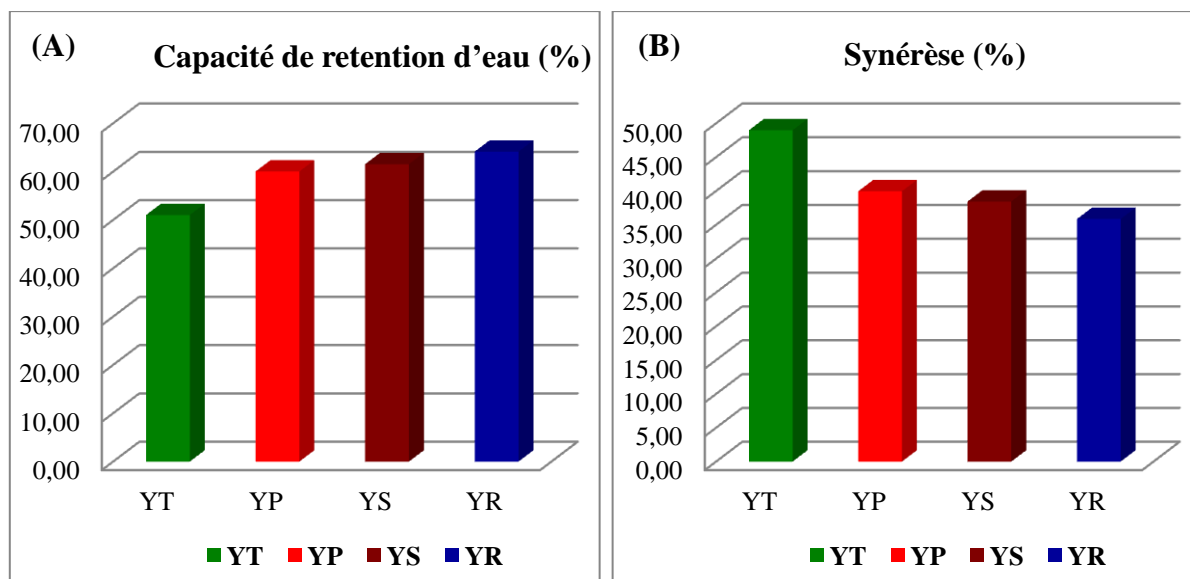 (A)
Capacité de retention d’eau (%)
70,00
60,00
50,00
40,00
30,00
20,00
10,00
0,00
YT YP YS YR
YT YP YS YR
(B)
Synérèse (%)
50,00
45,00
40,00
35,00
30,00
25,00
20,00
15,00
10,00
5,00
0,00
YT YP YS YR
YT YP YS YR